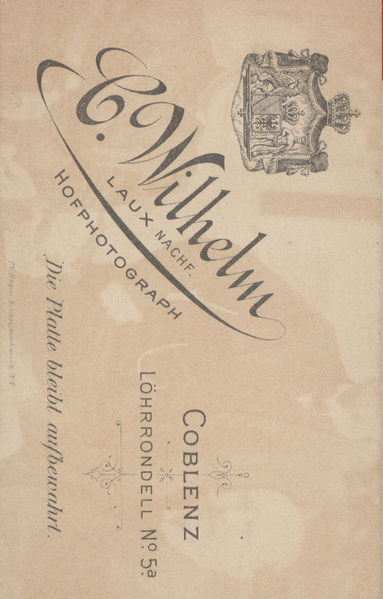 C. Wilhelm
LAUX NACHF.
HOFPHOTOGRAPH
COBLENZ
LÖHRRONDELL No. 5a.
Die Platte bleibt aufbewahrt.